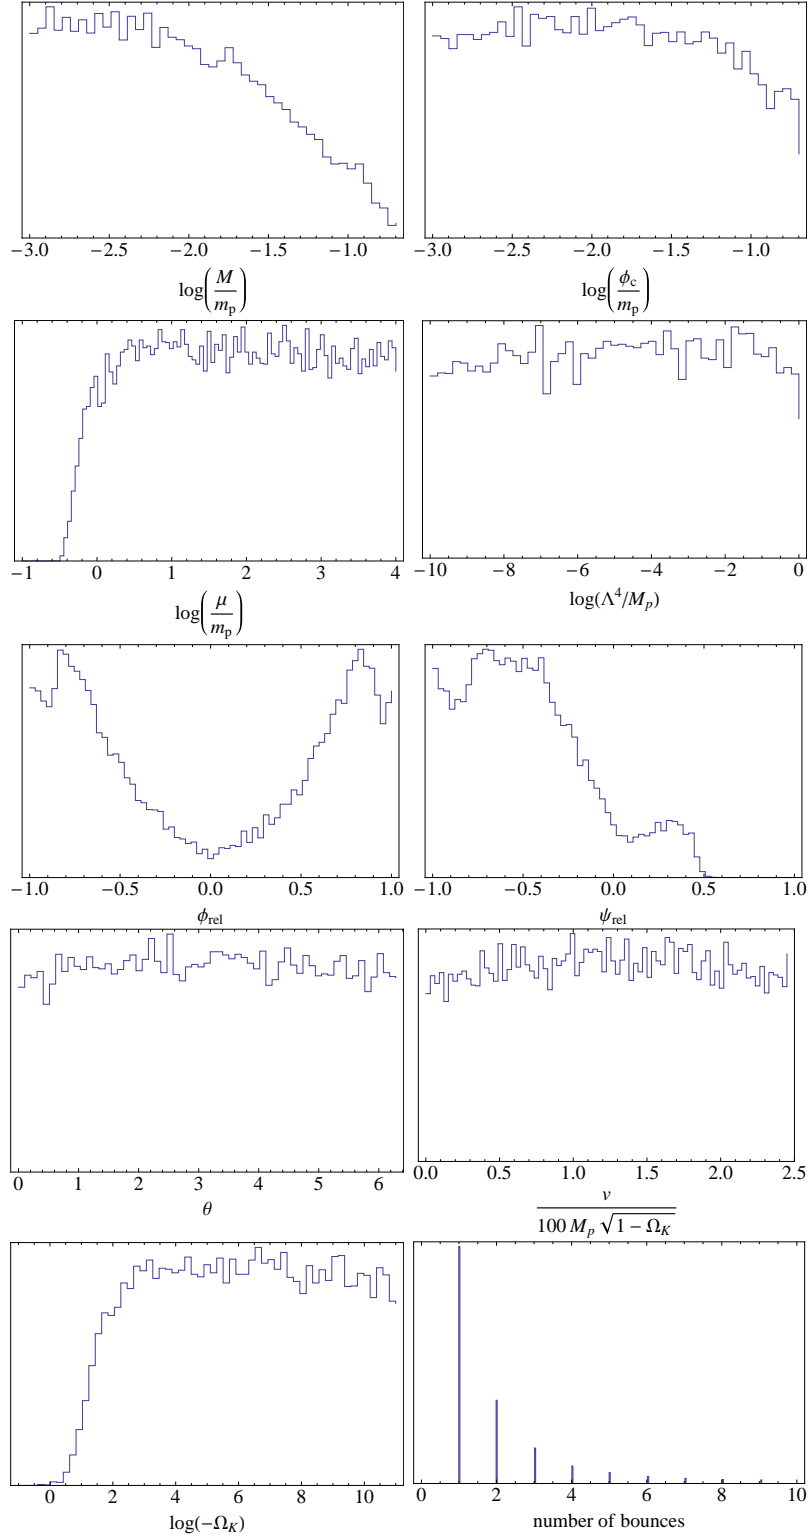 −3.0 −2.5 −2.0 −1.5 −1.0
log(M/m_p)
−3.0 −2.5 −2.0 −1.5 −1.0
log(ϕ_c/m_p)
−1 0 1 2 3 4
log(μ/m_p)
−10 −8 −6 −4 −2 0
log(Λ^4/M_p)
−1.0 −0.5 0.0 0.5 1.0
ϕ_rel
−1.0 −0.5 0.0 0.5 1.0
ψ_rel
0 1 2 3 4 5 6
θ
0.0 0.5 1.0 1.5 2.0 2.5
v
100 M_p √(1 − Ω_K)
0 2 4 6 8 10
log(−Ω_K)
0 2 4 6 8 10
number of bounces